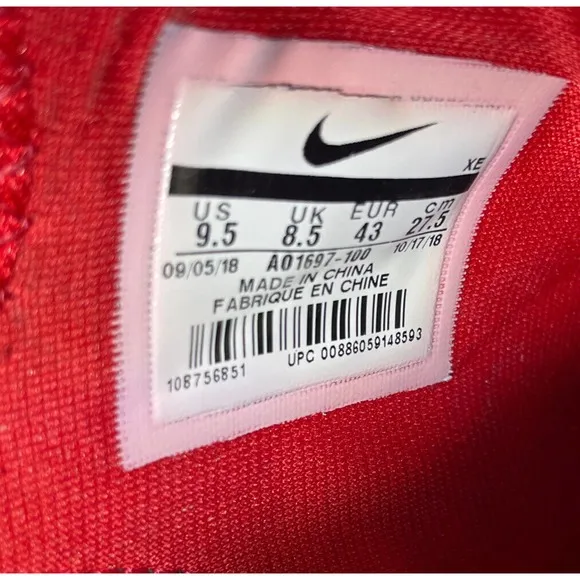 XE
US UK EUR cm
9.5 8.5 43 27.5
09/05/18 AO1697-100 10/17/18
MADE IN CHINA
FABRIQUE EN CHINE
108756851 UPC 00886059148593